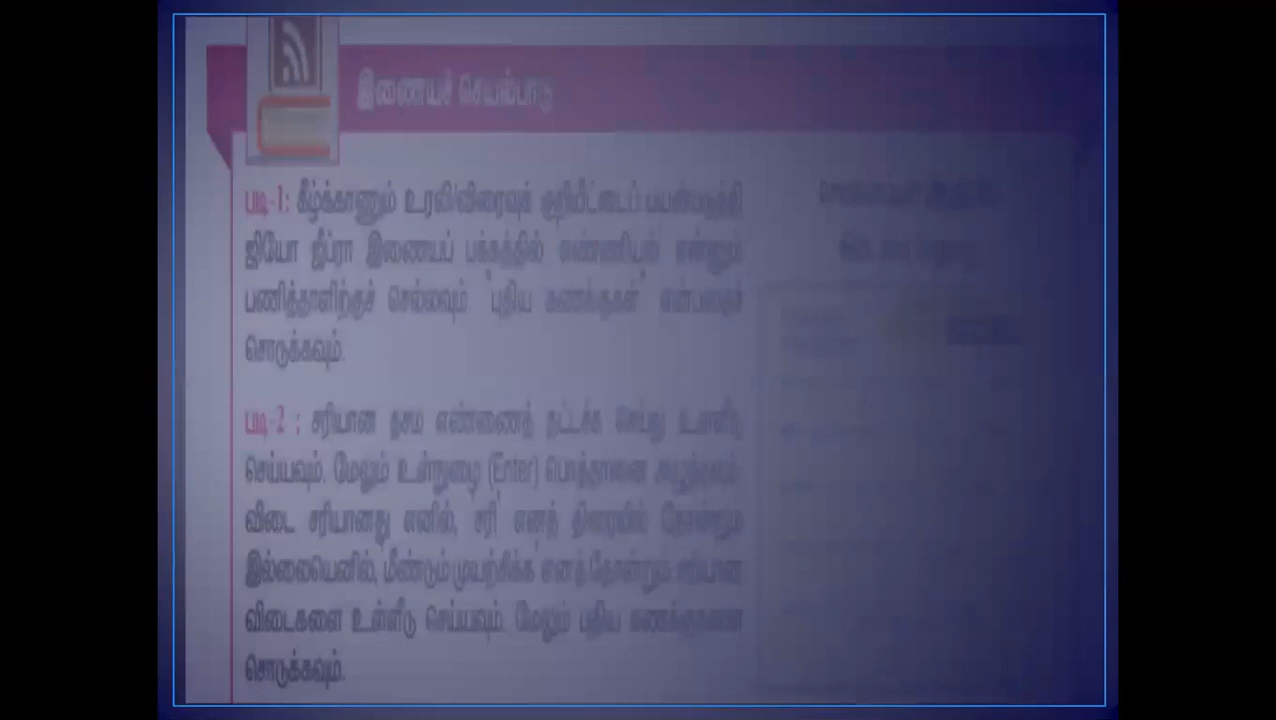 இணையச் செயல்பாடு
படி-1: கீழ்க்காணும் உரலி/விரைவுக் குறியீட்டைப் பயன்படுத்தி
ஜியோ ஜீப்ரா இணையப் பக்கத்தில் எண்ணியல் என்னும்
பணித்தாளிற்குச் செல்லவும். "புதிய கணக்குகள்" என்பதைச்
சொடுக்கவும்.
படி-2 : சரியான தசம எண்ணைத் தட்டச்சு செய்து உள்ளீடு
செய்யவும். மேலும் உள்நுழை (Enter) பொத்தானை அழுத்தவும்.
விடை சரியானது எனில், 'சரி' எனத் திரையில் தோன்றும்
இல்லையெனில், 'மீண்டும் முயற்சிக்க' எனத் தோன்றும். சரியான
விடைகளை உள்ளீடு செய்யவும். மேலும் புதிய கணக்குகளை
சொடுக்கவும்.